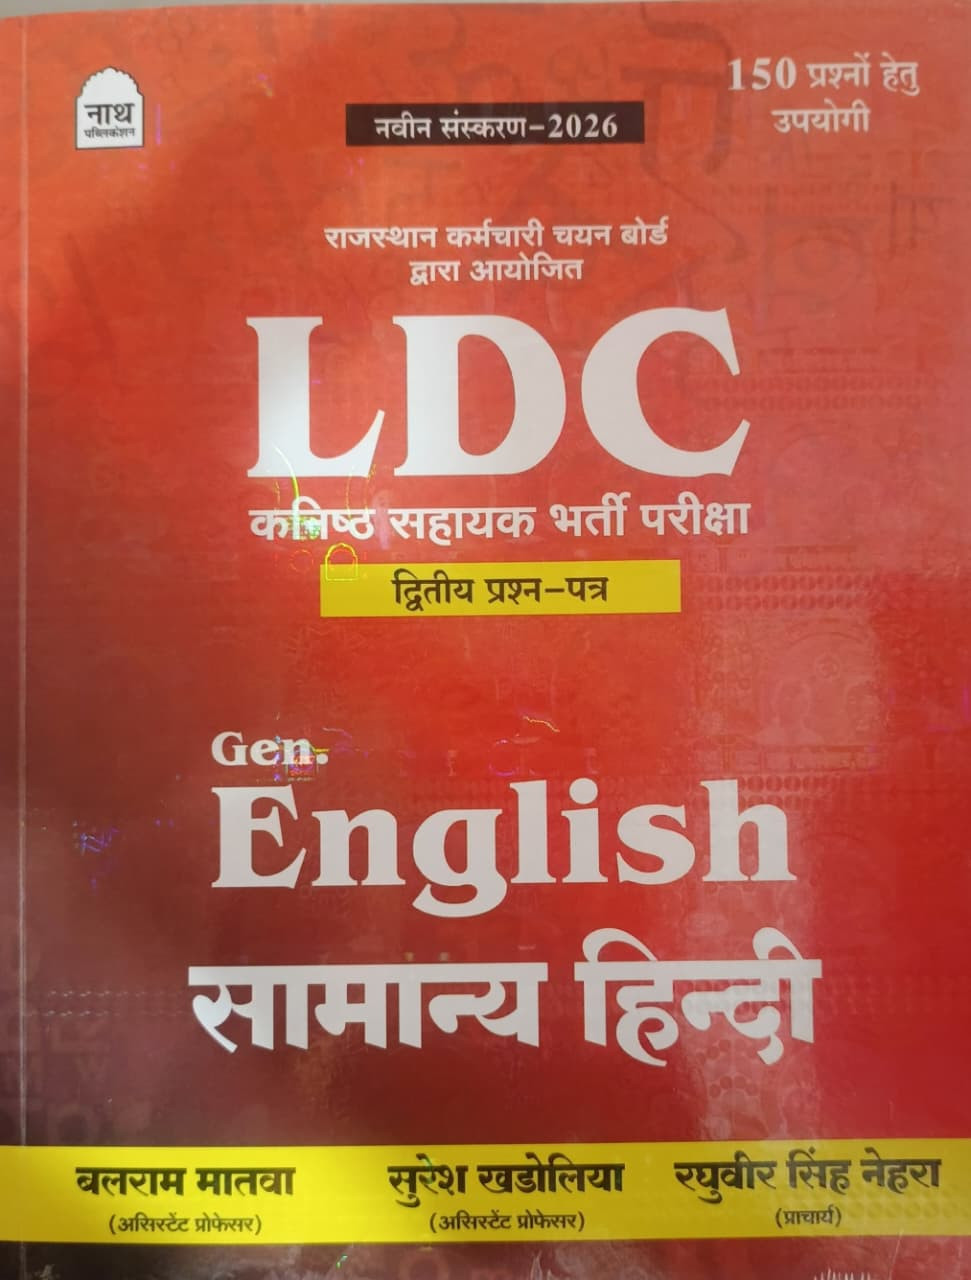 नाथ
पब्लिकेशन
150 प्रश्नों हेतु
उपयोगी
नवीन संस्करण-2026
राजस्थान कर्मचारी चयन बोर्ड
द्वारा आयोजित
LDC
कनिष्ठ सहायक भर्ती परीक्षा
द्वितीय प्रश्न-पत्र
Gen.
English
सामान्य हिन्दी
बलराम मातवा सुरेश खडोलिया रघुवीर सिंह नेहरा
(असिस्टेंट प्रोफेसर) (असिस्टेंट प्रोफेसर) (प्राचार्य)